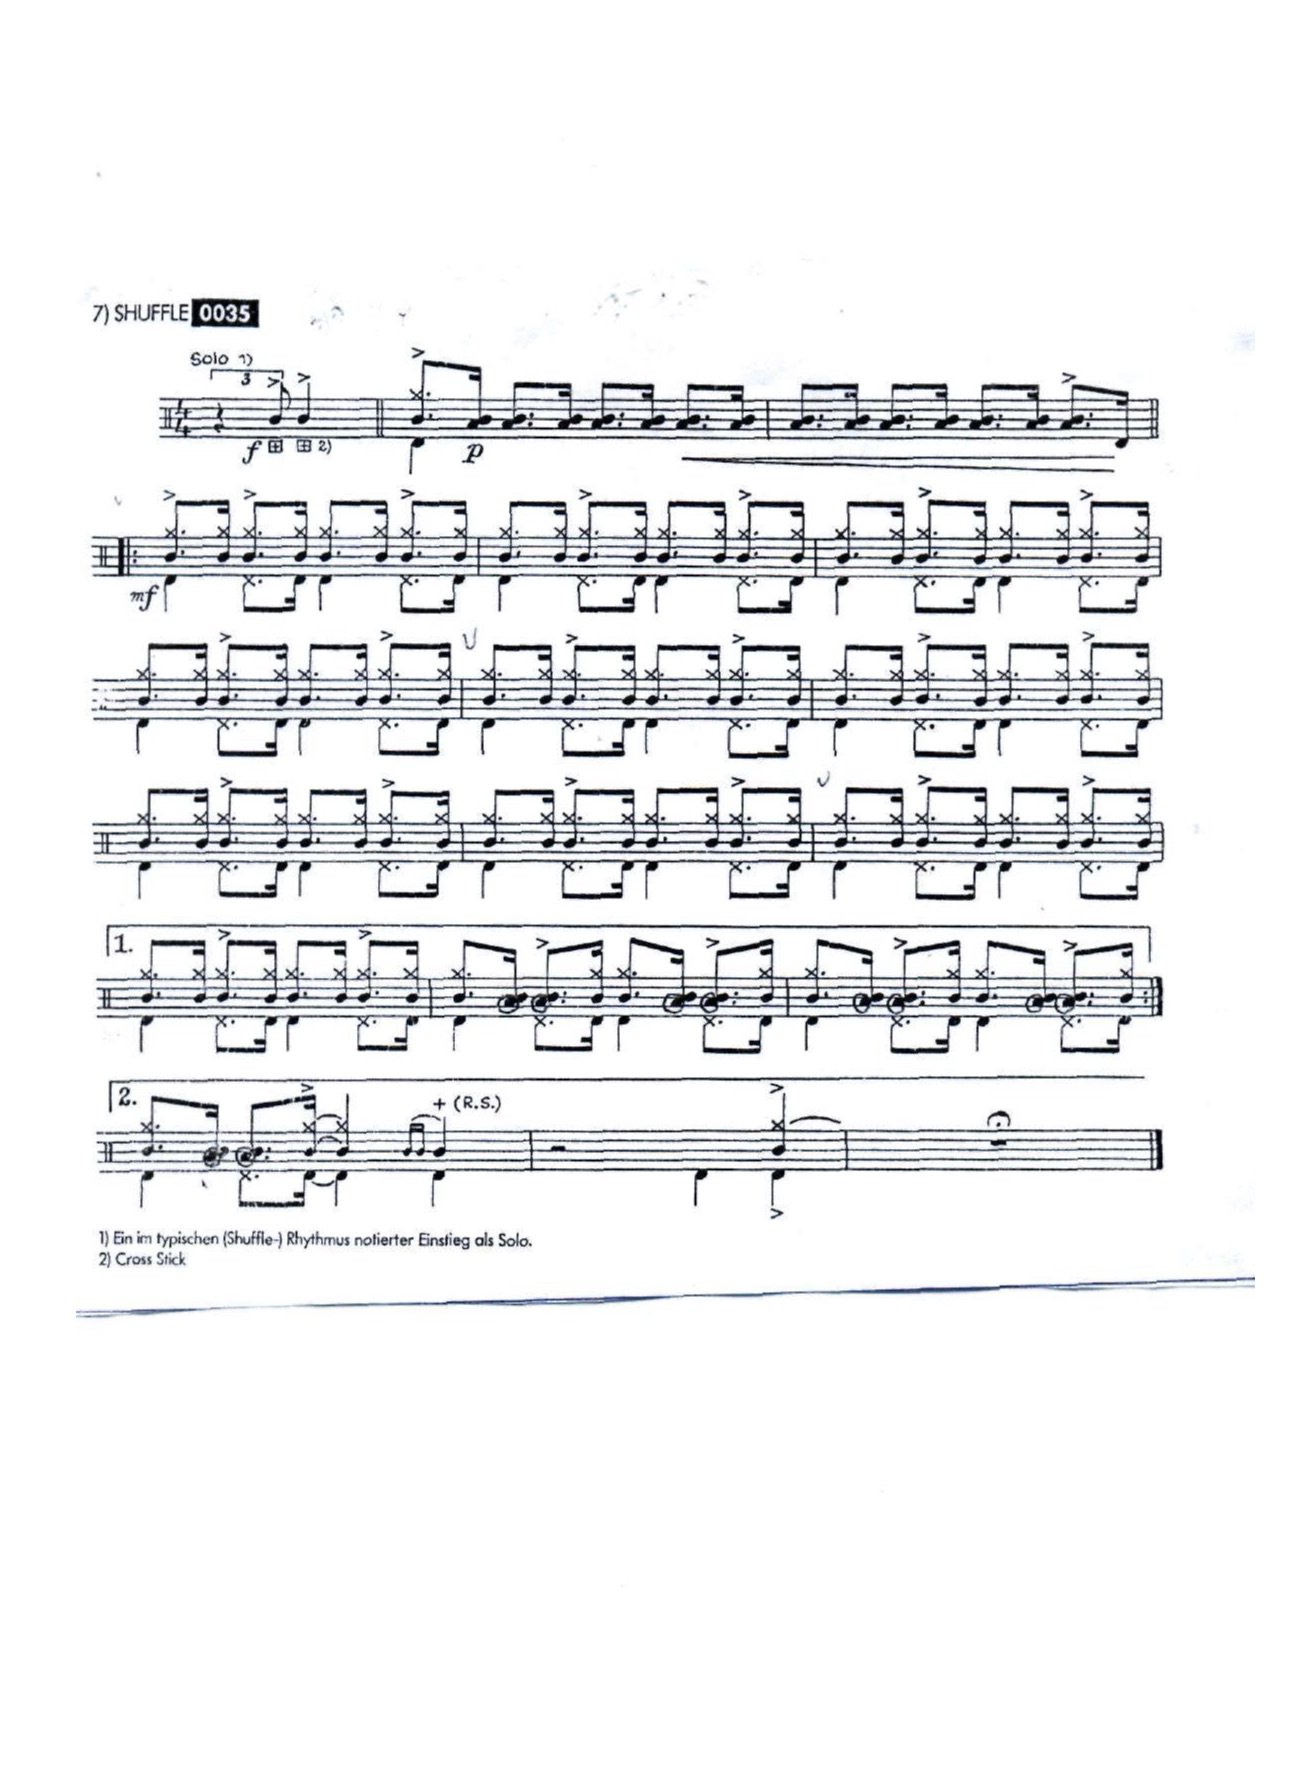 7) SHUFFLE 0035
Solo 1)
3
f 2)
p
mf
1.
2.
+ (R.S.)
1) Ein im typischen (Shuffle-) Rhythmus notierter Einstieg als Solo.
2) Cross Stick